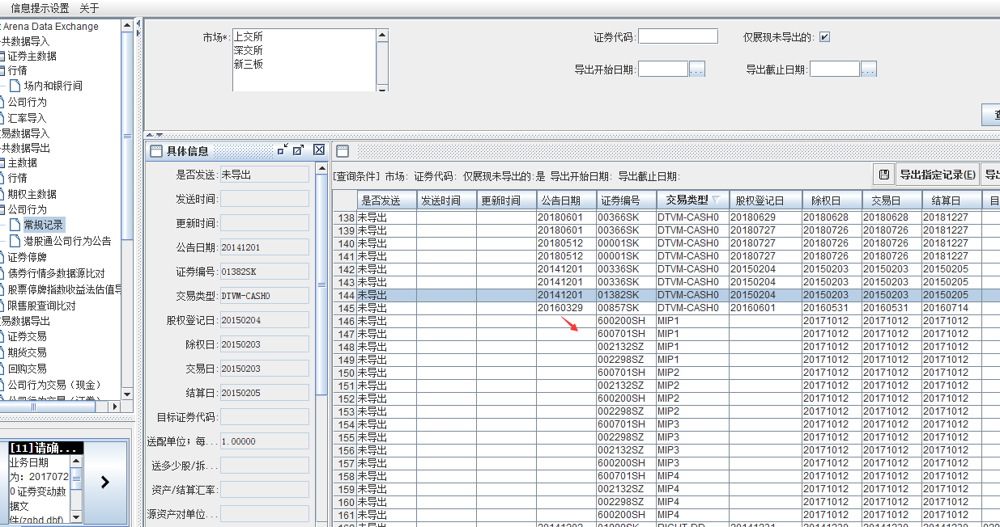 信息提示设置 关于
: Arena Data Exchange
共数据导入
证券主数据
行情
场内和银行间
公司行为
汇率导入
易数据导入
共数据导出
主数据
行情
期权主数据
公司行为
常规记录
港股通公司行为公告
证券停牌
债券行情多数据源比对
股票停牌指数收益法估值导
限售股查询比对
易数据导出
证券交易
期货交易
回购交易
公司行为交易（现金）
公司行为交易（证券）
[11]请确...
业务日期
为：2017072
0 证券变动数
据文
件(zqbd.dbf)
市场*:
上交所
深交所
新三板
证券代码:
仅展现未导出的:
导出开始日期: ...
导出截止日期: ...
查
具体信息
是否发送: 未导出
发送时间:
更新时间:
公告日期: 20141201
证券编号: 01382SK
交易类型: DTVM-CASHO
股权登记日: 20150204
除权日: 20150203
交易日: 20150203
结算日: 20150205
目标证券代码:
送配单位; 每... 1.00000
送多少股/拆...
资产/结算汇率:
源资产对单位...
[查询条件] 市场: 证券代码: 仅展现未导出的:是 导出开始日期: 导出截止日期:
导出指定记录(E) 导出
是否发送 发送时间 更新时间 公告日期 证券编号 交易类型 股权登记日 除权日 交易日 结算日 目
138 未导出 20180601 00366SK DTVM-CASHO 20180629 20180628 20180628 20181227
139 未导出 20180601 00366SK DTVM-CASHO 20180727 20180726 20180726 20181227
140 未导出 20180512 00001SK DTVM-CASHO 20180727 20180726 20180726 20181227
141 未导出 20180512 00001SK DTVM-CASHO 20180727 20180726 20180726 20181227
142 未导出 20141201 00336SK DTVM-CASHO 20150204 20150203 20150203 20150205
143 未导出 20141201 00336SK DTVM-CASHO 20150204 20150203 20150203 20150205
144 未导出 20141201 01382SK DTVM-CASHO 20150204 20150203 20150203 20150205
145 未导出 20160329 00857SK DTVM-CASHO 20160601 20160531 20160531 20160714
146 未导出 600200SH MIP1 20171012 20171012 20171012
147 未导出 600701SH MIP1 20171012 20171012 20171012
148 未导出 002132SZ MIP1 20171012 20171012 20171012
149 未导出 002298SZ MIP1 20171012 20171012 20171012
150 未导出 600701SH MIP2 20171012 20171012 20171012
151 未导出 002132SZ MIP2 20171012 20171012 20171012
152 未导出 600200SH MIP2 20171012 20171012 20171012
153 未导出 002298SZ MIP2 20171012 20171012 20171012
154 未导出 600701SH MIP3 20171012 20171012 20171012
155 未导出 002298SZ MIP3 20171012 20171012 20171012
156 未导出 002132SZ MIP3 20171012 20171012 20171012
157 未导出 600200SH MIP3 20171012 20171012 20171012
158 未导出 600701SH MIP4 20171012 20171012 20171012
159 未导出 002132SZ MIP4 20171012 20171012 20171012
160 未导出 002298SZ MIP4 20171012 20171012 20171012
161 未导出 600200SH MIP4 20171012 20171012 20171012